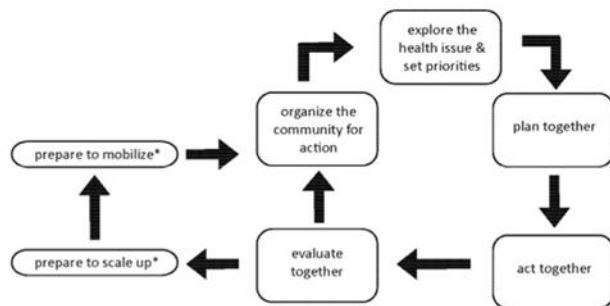 explore the
health issue &
set priorities
organize the
community for
action
plan together
prepare to mobilize*
prepare to scale up*
evaluate
together
act together